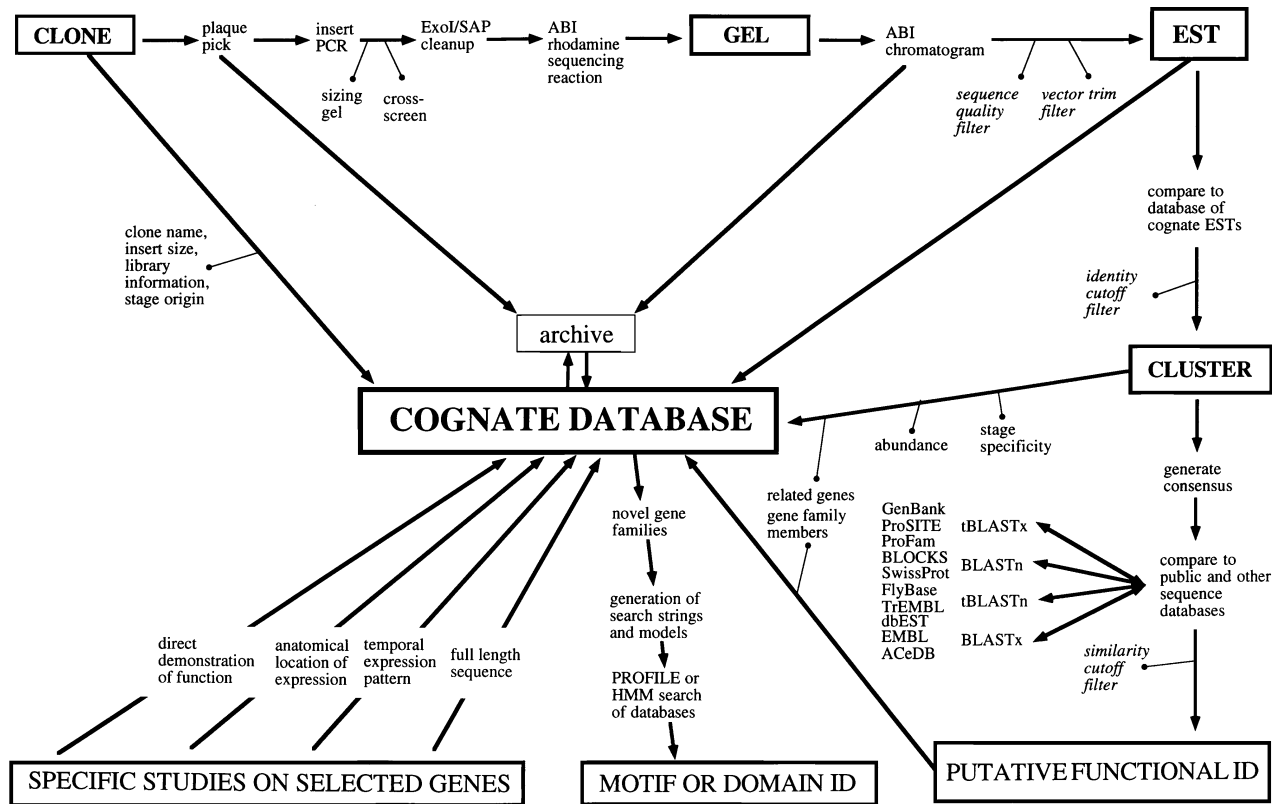 CLONE
plaque
pick
insert
PCR
ExoI/SAP
cleanup
ABI
rhodamine
sequencing
reaction
GEL
ABI
chromatogram
EST
sizing
gel
cross-
screen
sequence
quality
filter
vector trim
filter
compare to
database of
cognate ESTs
clone name,
insert size,
library
information,
stage origin
identity
cutoff
filter
archive
CLUSTER
COGNATE DATABASE
abundance
stage
specificity
generate
consensus
related genes
gene family
members
novel gene
families
GenBank
ProSITE
ProFam
BLOCKS
SwissProt
FlyBase
TrEMBL
dbEST
EMBL
ACeDB
tBLASTx
BLASTn
tBLASTn
BLASTx
compare to
public and other
sequence
databases
generation of
search strings
and models
direct
demonstration
of function
anatomical
location of
expression
temporal
expression
pattern
full length
sequence
PROFILE or
HMM search
of databases
similarity
cutoff
filter
SPECIFIC STUDIES ON SELECTED GENES
MOTIF OR DOMAIN ID
PUTATIVE FUNCTIONAL ID